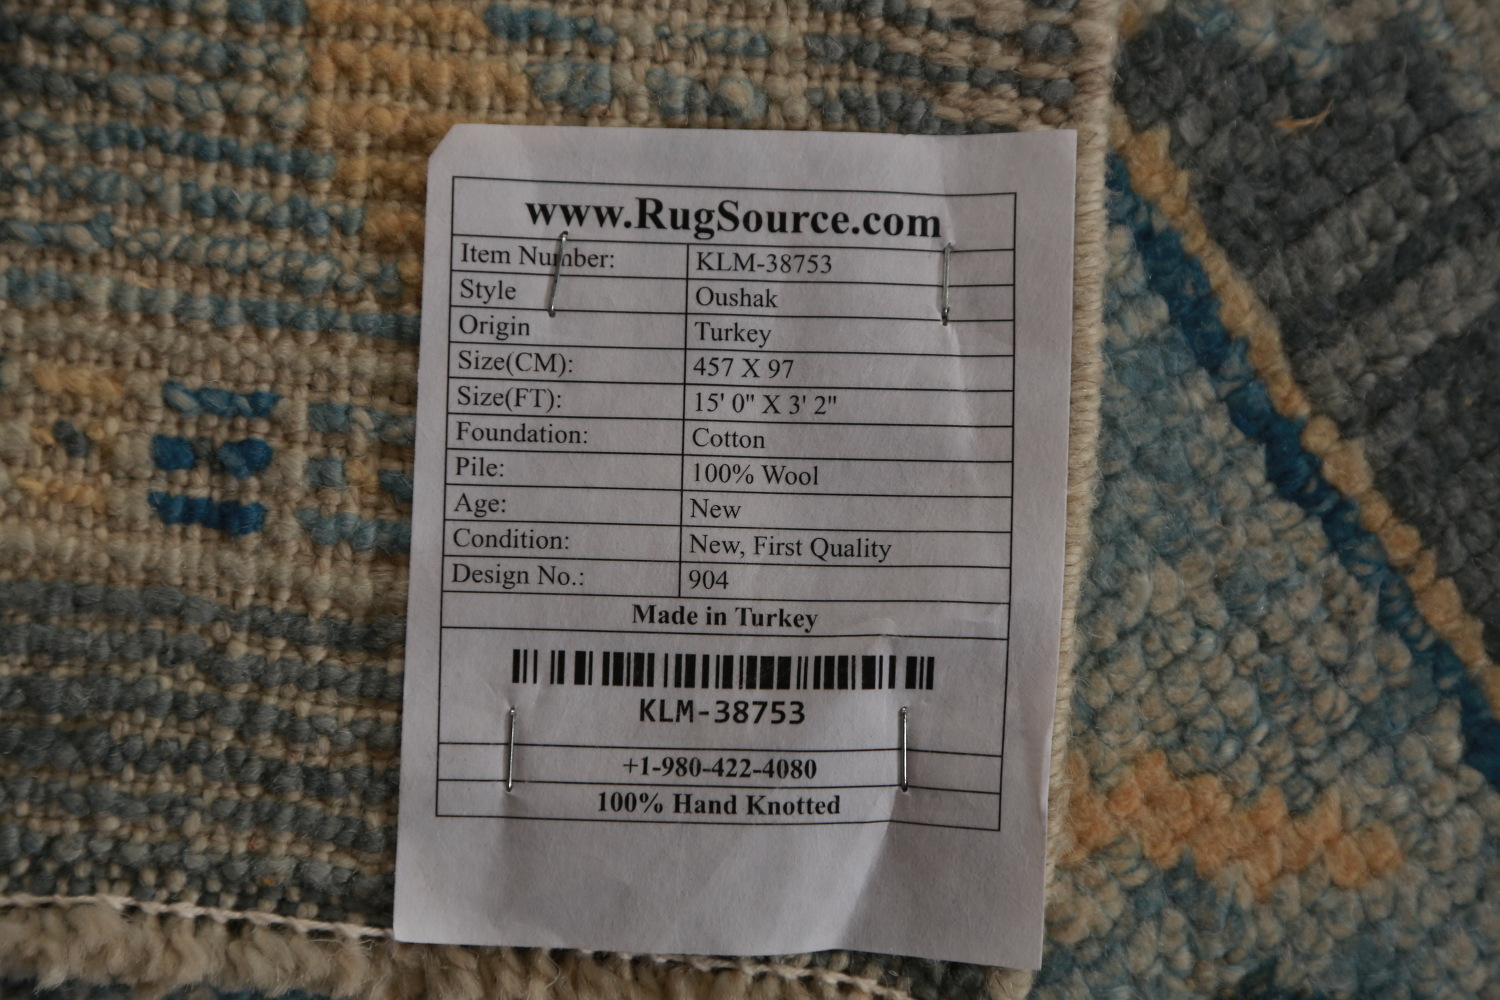 www.RugSource.com
Item Number: KLM-38753
Style Oushak
Origin Turkey
Size(CM): 457 X 97
Size(FT): 15' 0" X 3' 2"
Foundation: Cotton
Pile: 100% Wool
Age: New
Condition: New, First Quality
Design No.: 904
Made in Turkey
KLM-38753
+1-980-422-4080
100% Hand Knotted